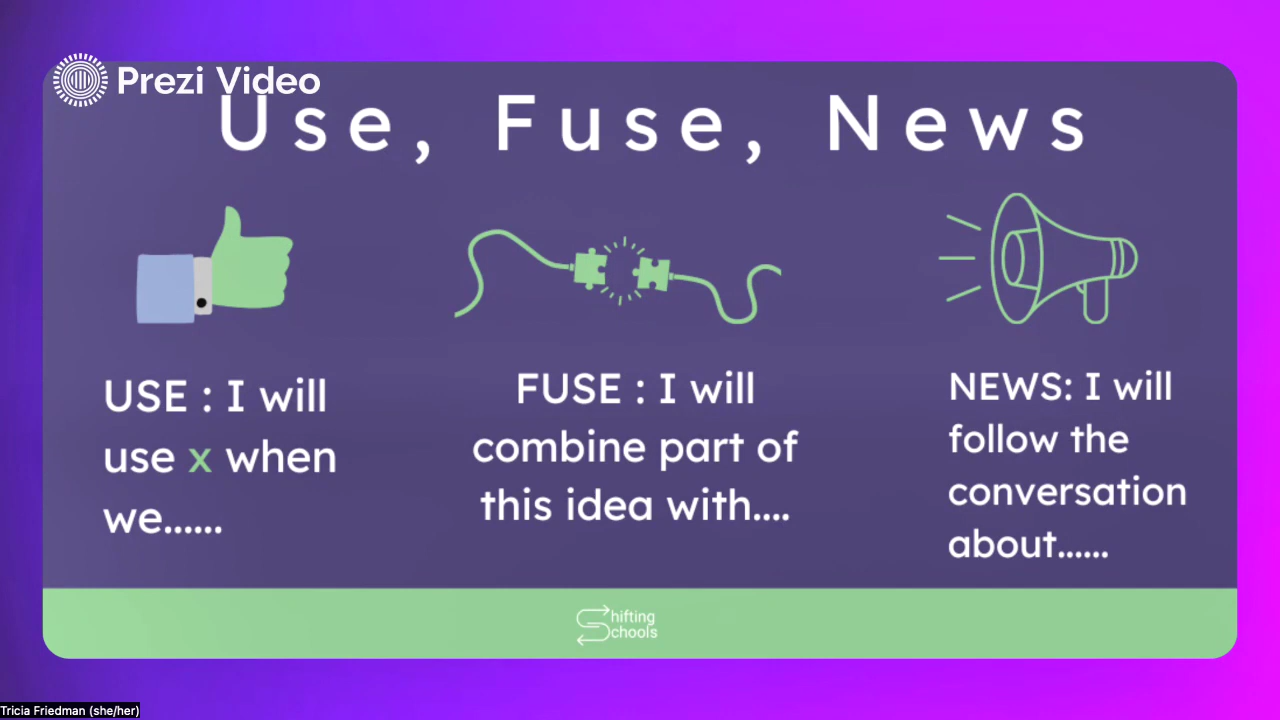 Prezi Video
Use, Fuse, News
USE : I will
use x when
we......
FUSE : I will
combine part of
this idea with....
NEWS: I will
follow the
conversation
about......
Shifting
Schools
Tricia Friedman (she/her)